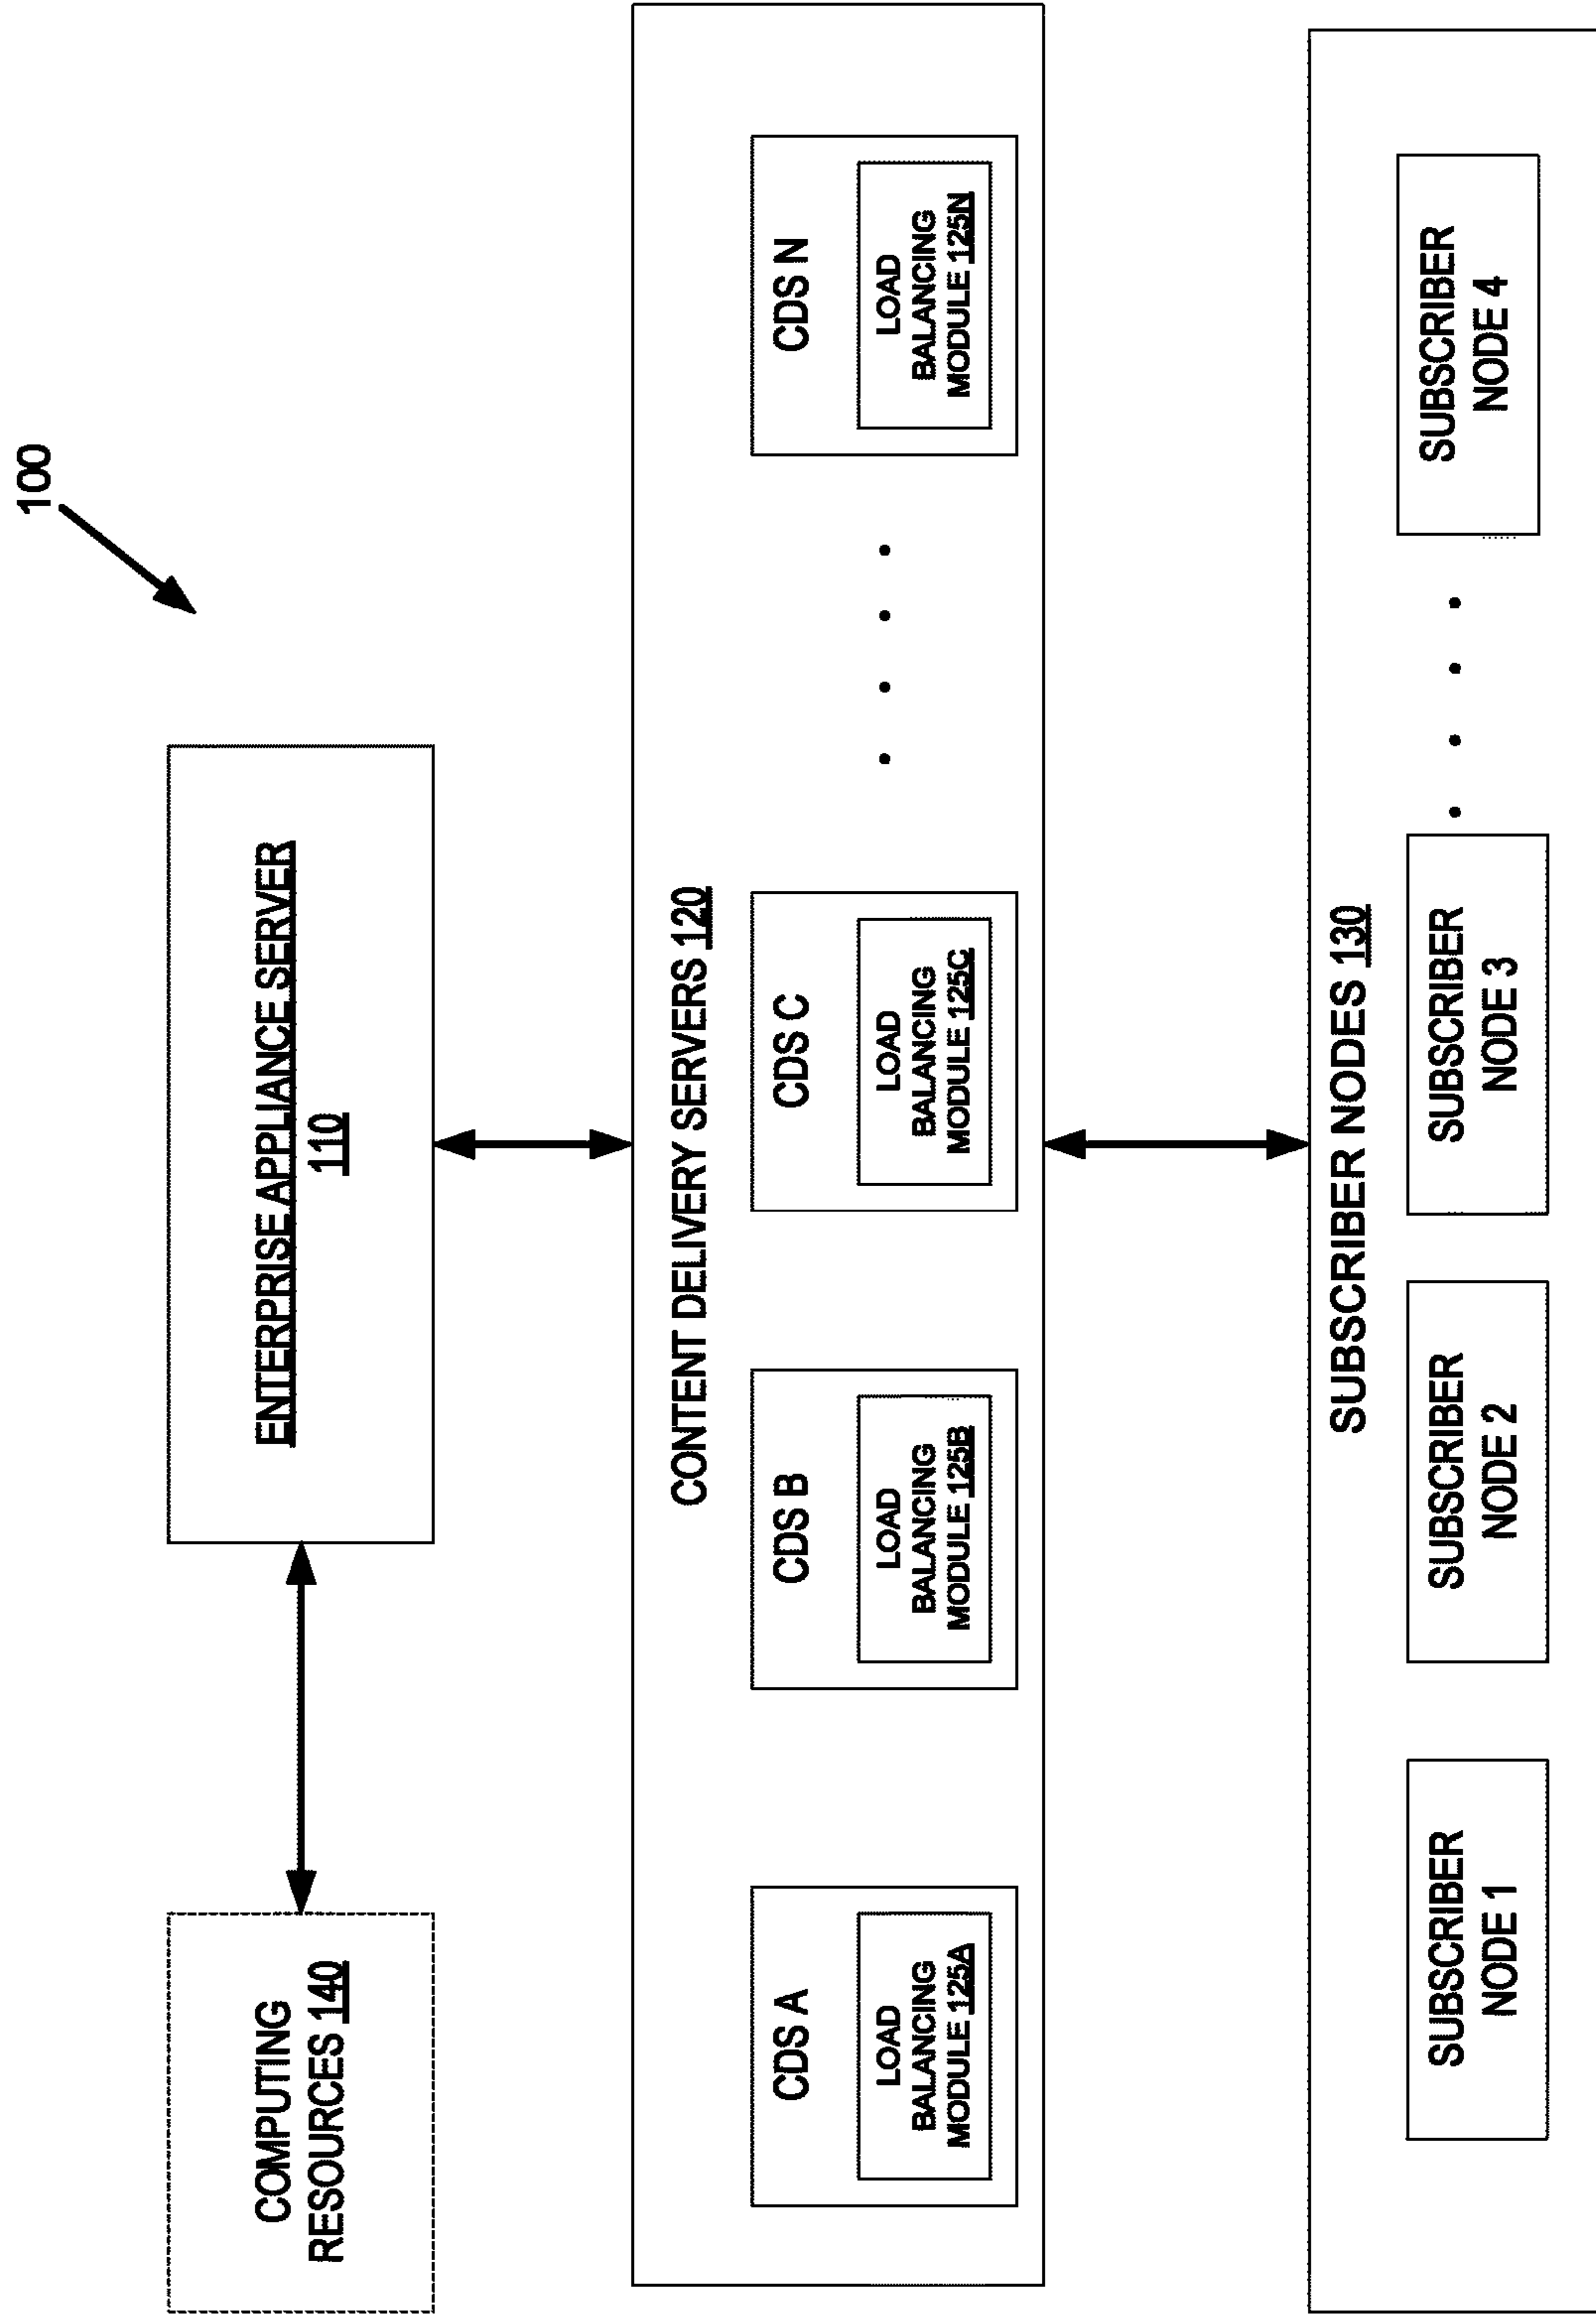 100
COMPUTING
RESOURCES 140
ENTERPRISE APPLIANCE SERVER
110
CONTENT DELIVERY SERVERS 120
CDS A
LOAD
BALANCING
MODULE 125A
CDS B
LOAD
BALANCING
MODULE 125B
CDS C
LOAD
BALANCING
MODULE 125C
CDS N
LOAD
BALANCING
MODULE 125N
SUBSCRIBER NODES 130
SUBSCRIBER
NODE 1
SUBSCRIBER
NODE 2
SUBSCRIBER
NODE 3
SUBSCRIBER
NODE 4